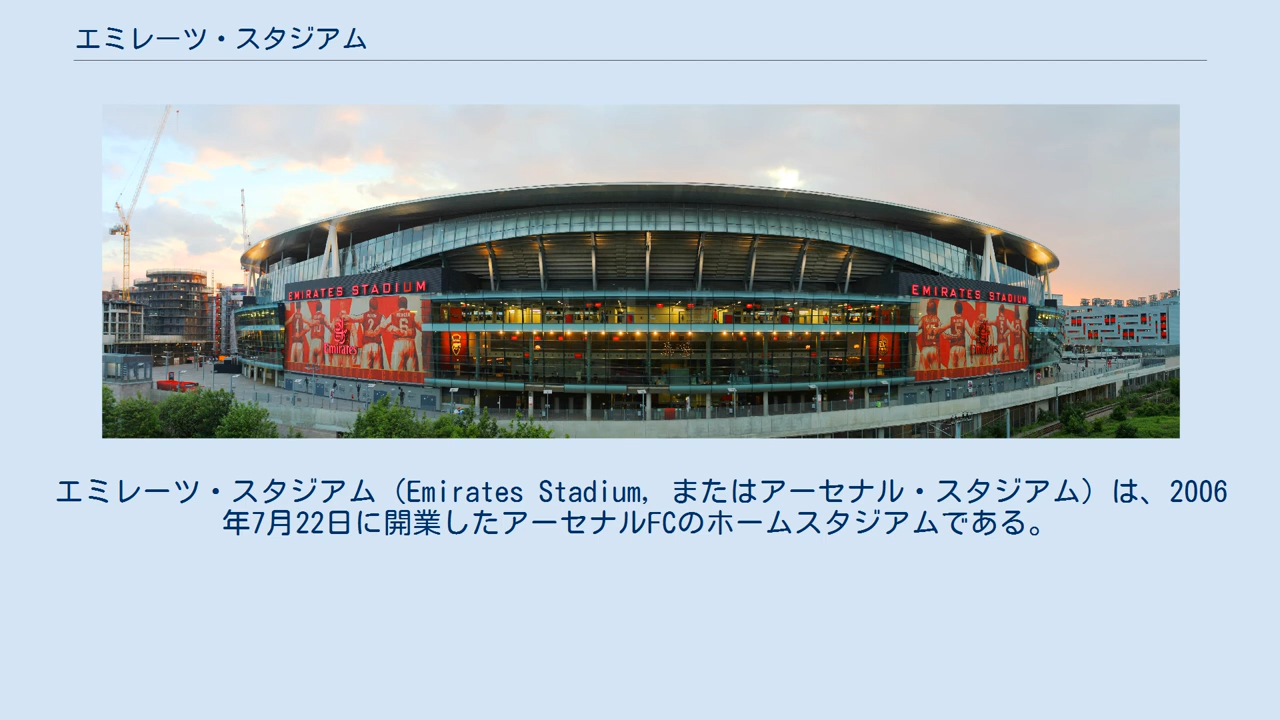 エミレーツ・スタジアム
EMIRATES STADIUM
EMIRATES STADIUM
Emirates
エミレーツ・スタジアム（Emirates Stadium, またはアーセナル・スタジアム）は、2006
年7月22日に開業したアーセナルFCのホームスタジアムである。